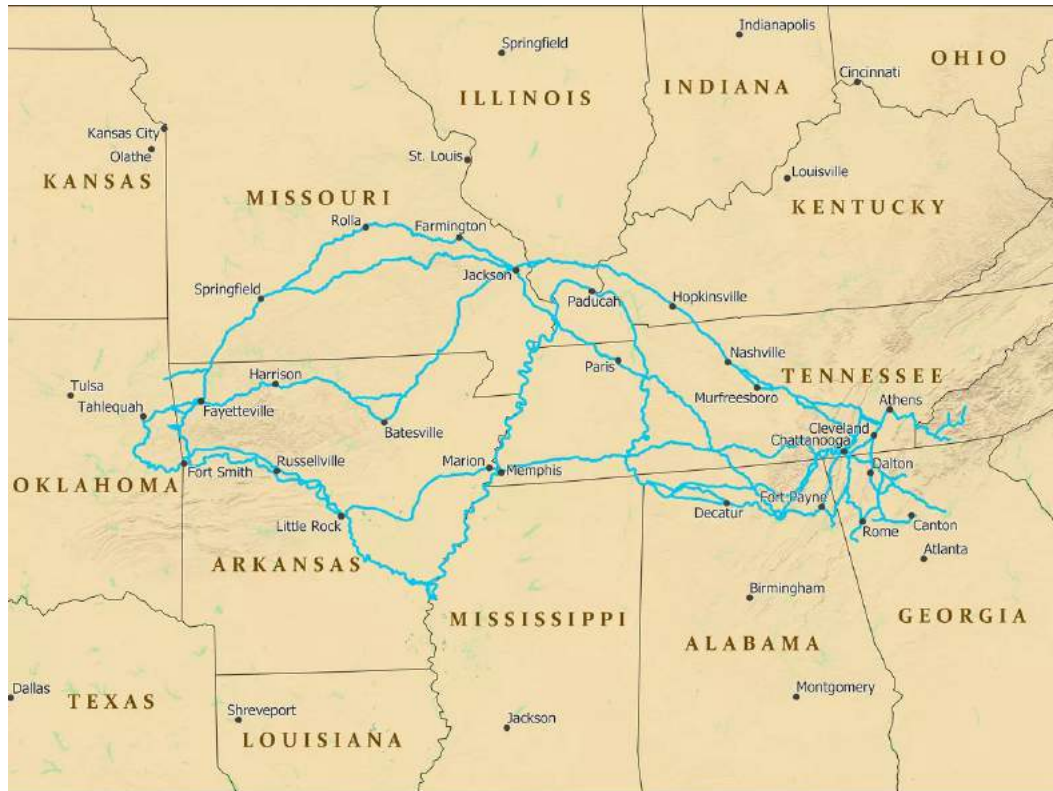 Indianapolis
Springfield
OHIO
Cincinnati
INDIANA
ILLINOIS
Kansas City
Olathe
St. Louis
KANSAS
Louisville
MISSOURI
KENTUCKY
Rolla
Farmington
Jackson
Springfield
Paducah
Hopkinsville
Nashville
Harrison
Paris
TENNESSEE
Tulsa
Murfreesboro
Athens
Tahlequah
Fayetteville
Batesville
Cleveland
Chattanooga
Marion
Memphis
Fort Smith
Russellville
Dalton
OKLAHOMA
Fort Payne
Decatur
Little Rock
Canton
Rome
Atlanta
ARKANSAS
Birmingham
MISSISSIPPI
GEORGIA
ALABAMA
Dallas
TEXAS
Montgomery
Shreveport
Jackson
LOUISIANA